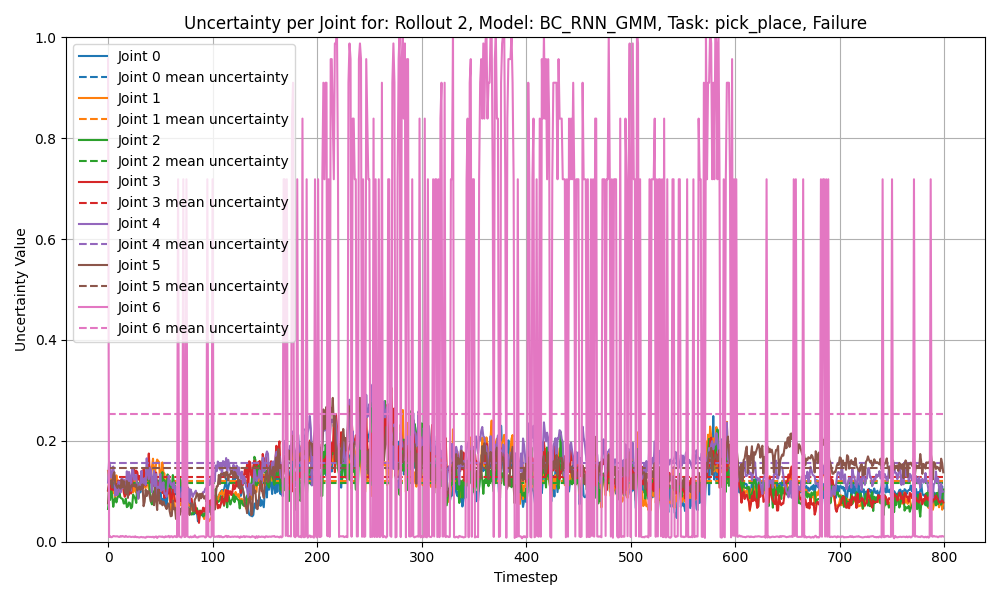 Uncertainty per Joint for: Rollout 2, Model: BC_RNN_GMM, Task: pick_place, Failure
1.0
0.8
0.6
0.4
0.2
0.0
Uncertainty Value
Joint 0
Joint 0 mean uncertainty
Joint 1
Joint 1 mean uncertainty
Joint 2
Joint 2 mean uncertainty
Joint 3
Joint 3 mean uncertainty
Joint 4
Joint 4 mean uncertainty
Joint 5
Joint 5 mean uncertainty
Joint 6
Joint 6 mean uncertainty
0 100 200 300 400 500 600 700 800
Timestep